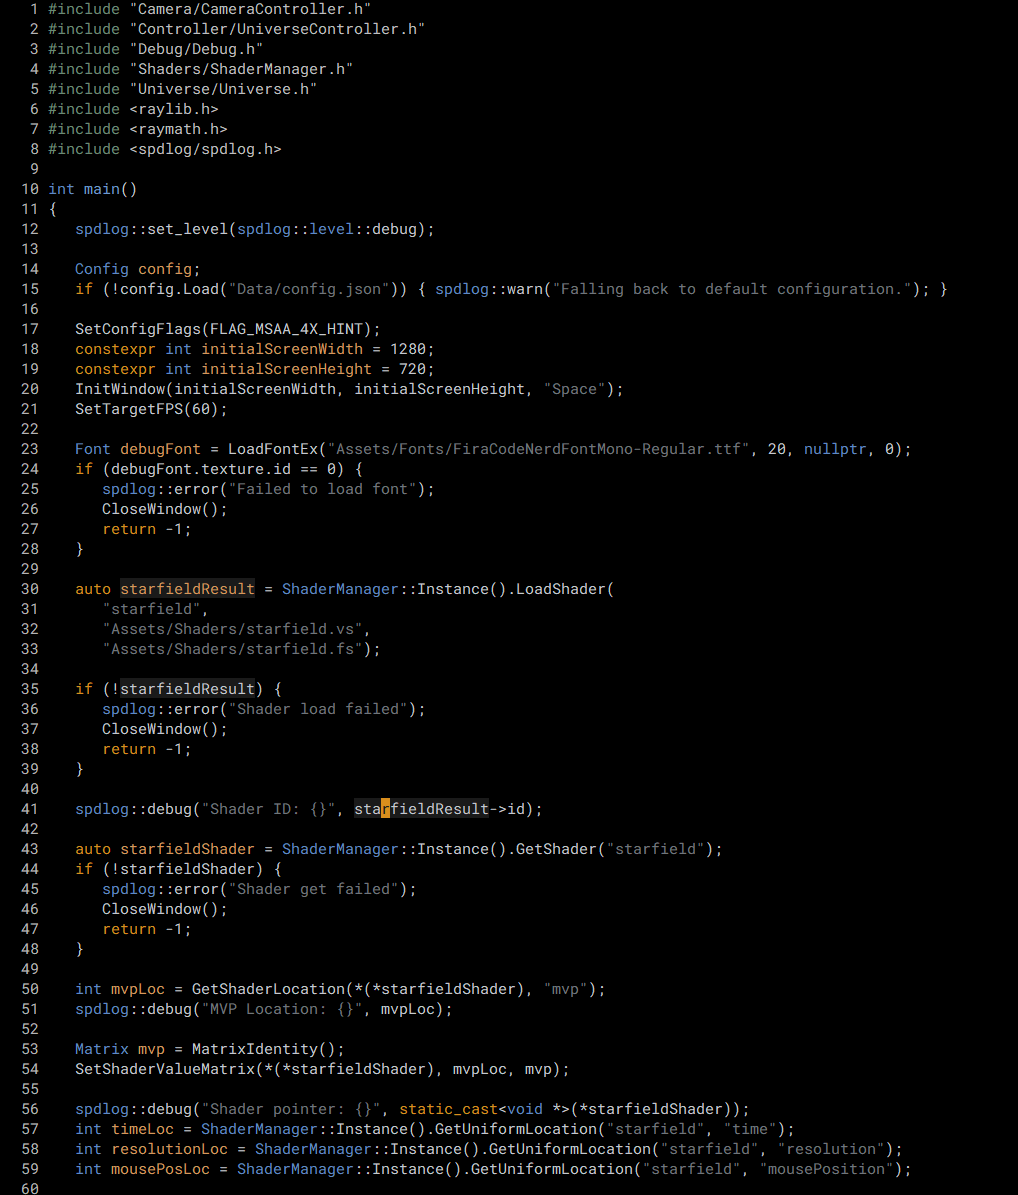 1 #include "Camera/CameraController.h"
2 #include "Controller/UniverseController.h"
3 #include "Debug/Debug.h"
4 #include "Shaders/ShaderManager.h"
5 #include "Universe/Universe.h"
6 #include <raylib.h>
7 #include <raymath.h>
8 #include <spdlog/spdlog.h>
9
10 int main()
11 {
12    spdlog::set_level(spdlog::level::debug);
13
14    Config config;
15    if (!config.Load("Data/config.json")) { spdlog::warn("Falling back to default configuration."); }
16
17    SetConfigFlags(FLAG_MSAA_4X_HINT);
18    constexpr int initialScreenWidth = 1280;
19    constexpr int initialScreenHeight = 720;
20    InitWindow(initialScreenWidth, initialScreenHeight, "Space");
21    SetTargetFPS(60);
22
23    Font debugFont = LoadFontEx("Assets/Fonts/FiraCodeNerdFontMono-Regular.ttf", 20, nullptr, 0);
24    if (debugFont.texture.id == 0) {
25       spdlog::error("Failed to load font");
26       CloseWindow();
27       return -1;
28    }
29
30    auto starfieldResult = ShaderManager::Instance().LoadShader(
31       "starfield",
32       "Assets/Shaders/starfield.vs",
33       "Assets/Shaders/starfield.fs");
34
35    if (!starfieldResult) {
36       spdlog::error("Shader load failed");
37       CloseWindow();
38       return -1;
39    }
40
41    spdlog::debug("Shader ID: {}", starfieldResult->id);
42
43    auto starfieldShader = ShaderManager::Instance().GetShader("starfield");
44    if (!starfieldShader) {
45       spdlog::error("Shader get failed");
46       CloseWindow();
47       return -1;
48    }
49
50    int mvpLoc = GetShaderLocation(*(*starfieldShader), "mvp");
51    spdlog::debug("MVP Location: {}", mvpLoc);
52
53    Matrix mvp = MatrixIdentity();
54    SetShaderValueMatrix(*(*starfieldShader), mvpLoc, mvp);
55
56    spdlog::debug("Shader pointer: {}", static_cast<void *>(*starfieldShader));
57    int timeLoc = ShaderManager::Instance().GetUniformLocation("starfield", "time");
58    int resolutionLoc = ShaderManager::Instance().GetUniformLocation("starfield", "resolution");
59    int mousePosLoc = ShaderManager::Instance().GetUniformLocation("starfield", "mousePosition");
60